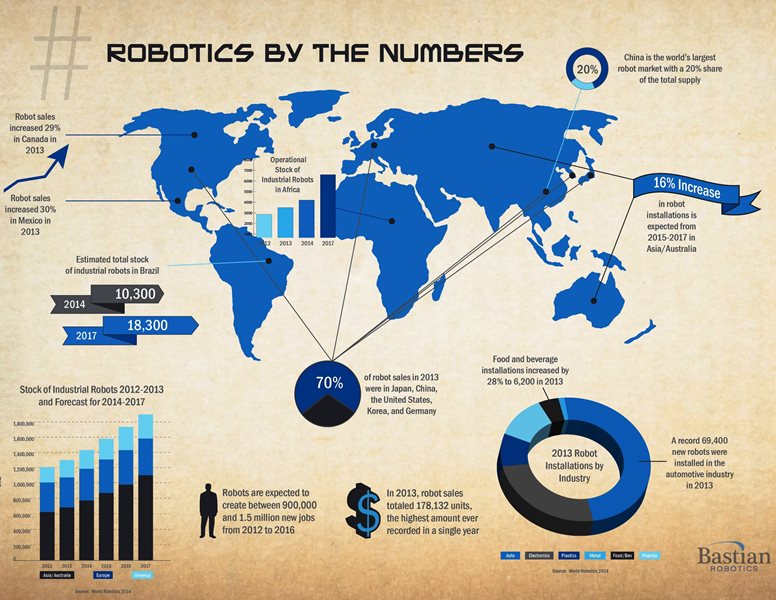 #
ROBOTICS BY THE NUMBERS
20%
China is the world's largest
robot market with a 20% share
of the total supply
Robot sales
increased 29%
in Canada in
2013
Robot sales
increased 30%
in Mexico in
2013
Operational
Stock of
Industrial Robots
in Africa
7000
6000
5000
4000
3000
2000
1000
2012
2013
2014
2017
16% Increase
in robot
installations is
expected from
2015-2017 in
Asia/Australia
Estimated total stock
of industrial robots in Brazil
10,300
2014
18,300
2017
70%
of robot sales in 2013
were in Japan, China,
the United States,
Korea, and Germany
Stock of Industrial Robots 2012-2013
and Forecast for 2014-2017
1,800,000
1,600,000
1,400,000
1,200,000
1,000,000
800,000
600,000
400,000
200,000
0
2012
2013
2014
2015
2016
2017
Asia/Australia
Europe
America
Source: World Robotics 2014
Robots are expected to
create between 900,000
and 1.5 million new jobs
from 2012 to 2016
$
In 2013, robot sales
totaled 178,132 units,
the highest amount ever
recorded in a single year
Food and beverage
installations increased by
28% to 6,200 in 2013
2013 Robot
Installations by
Industry
A record 69,400
new robots were
installed in the
automotive industry
in 2013
Auto
Electronics
Plastics
Metal
Food/Bev
Pharma
Source: World Robotics 2014
Bastian
ROBOTICS